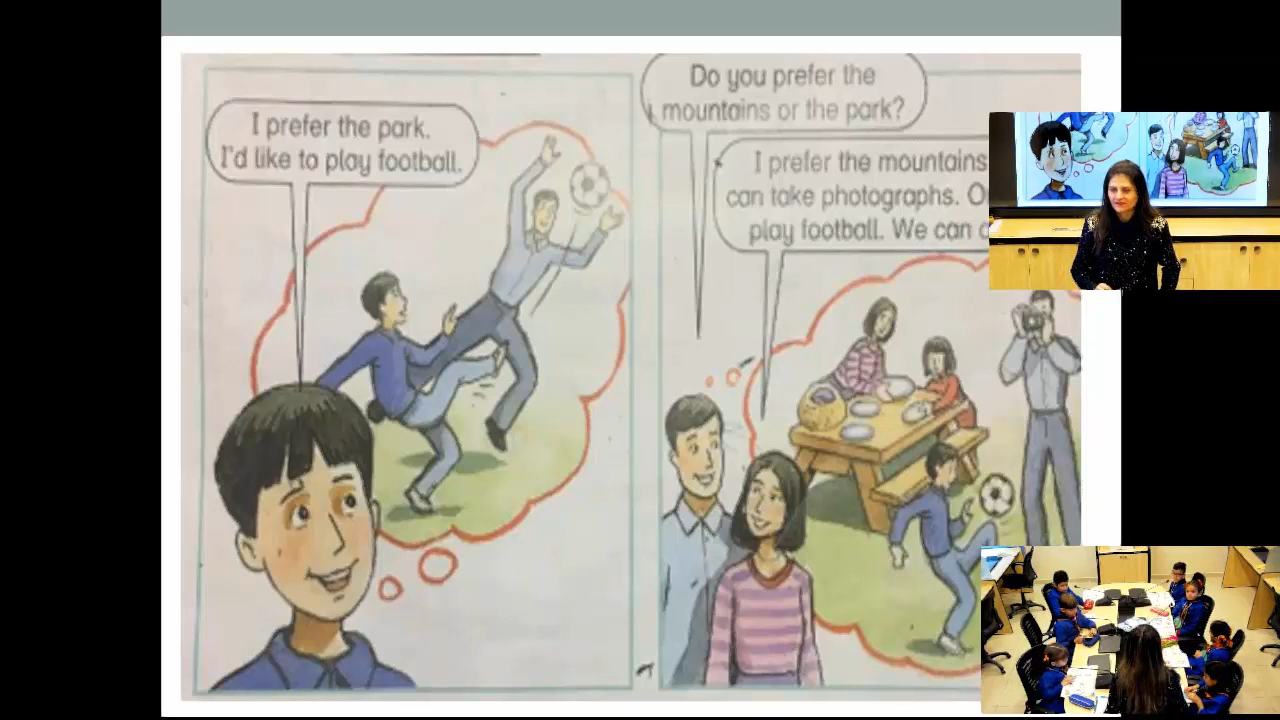 I prefer the park.
I'd like to play football.
Do you prefer the
mountains or the park?
I prefer the mountains
can take photographs.
play football. We can